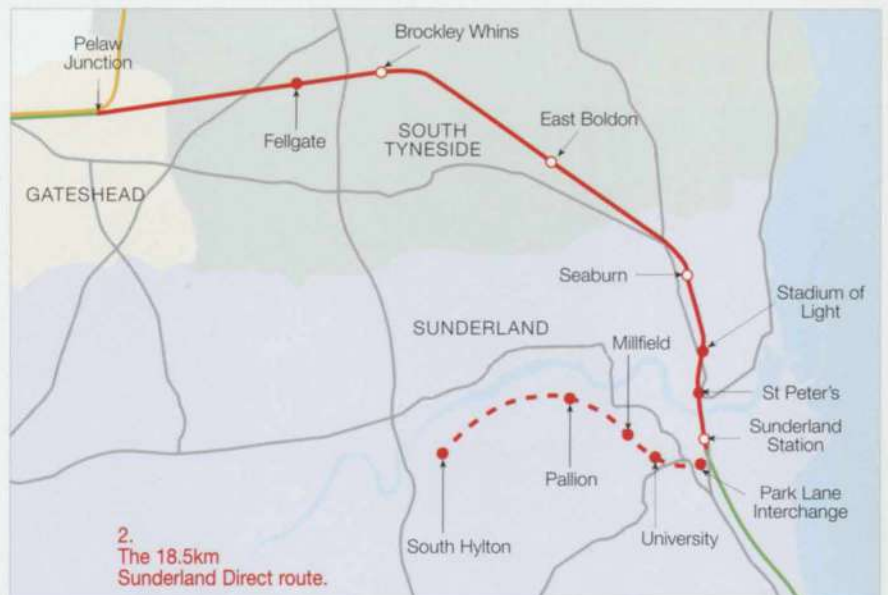 Pelaw
Junction
Brockley Whins
Fellgate
SOUTH
TYNESIDE
East Boldon
GATESHEAD
Seaburn
Stadium of
Light
SUNDERLAND
Millfield
St Peter's
Sunderland
Station
Pallion
Park Lane
Interchange
South Hylton
University
2.
The 18.5km
Sunderland Direct route.